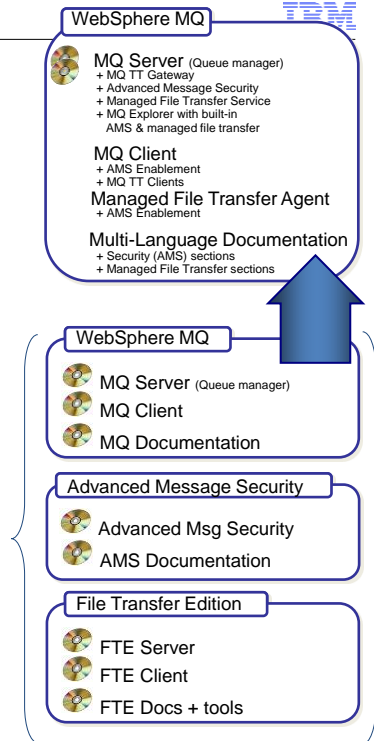 IBM
WebSphere MQ
MQ Server (Queue manager)
+ MQ TT Gateway
+ Advanced Message Security
+ Managed File Transfer Service
+ MQ Explorer with built-in
AMS & managed file transfer
MQ Client
+ AMS Enablement
+ MQ TT Clients
Managed File Transfer Agent
+ AMS Enablement
Multi-Language Documentation
+ Security (AMS) sections
+ Managed File Transfer sections
WebSphere MQ
MQ Server (Queue manager)
MQ Client
MQ Documentation
Advanced Message Security
Advanced Msg Security
AMS Documentation
File Transfer Edition
FTE Server
FTE Client
FTE Docs + tools